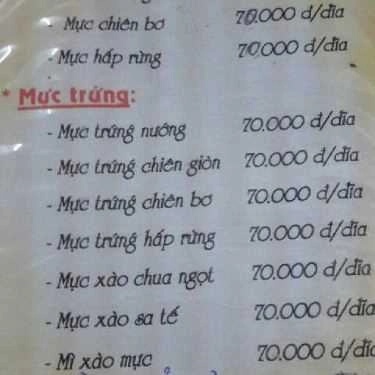 - Mực chiên bơ 70.000 đ/đĩa
- Mực hấp rừng 70.000 đ/đĩa
* Mực trứng:
- Mực trứng nướng 70.000 đ/đĩa
- Mực trứng chiên giòn 70.000 đ/đĩa
- Mực trứng chiên bơ 70.000 đ/đĩa
- Mực trứng hấp rừng 70.000 đ/đĩa
- Mực xào chua ngọt 70.000 đ/đĩa
- Mực xào sa tế 70.000 đ/đĩa
- Mì xào mực 70.000 đ/đĩa